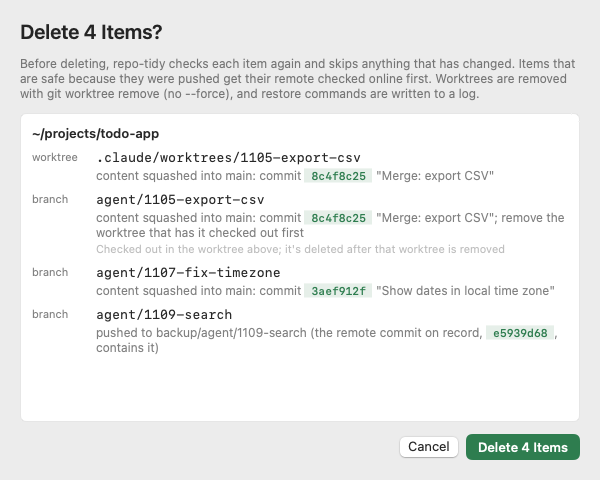 Delete 4 Items?
Before deleting, repo-tidy checks each item again and skips anything that has changed. Items that
are safe because they were pushed get their remote checked online first. Worktrees are removed
with git worktree remove (no --force), and restore commands are written to a log.
~/projects/todo-app
worktree .claude/worktrees/1105-export-csv
content squashed into main: commit 8c4f8c25 "Merge: export CSV"
branch agent/1105-export-csv
content squashed into main: commit 8c4f8c25 "Merge: export CSV"; remove the
worktree that has it checked out first
Checked out in the worktree above; it's deleted after that worktree is removed
branch agent/1107-fix-timezone
content squashed into main: commit 3aef912f "Show dates in local time zone"
branch agent/1109-search
pushed to backup/agent/1109-search (the remote commit on record, e5939d68,
contains it)
Cancel Delete 4 Items